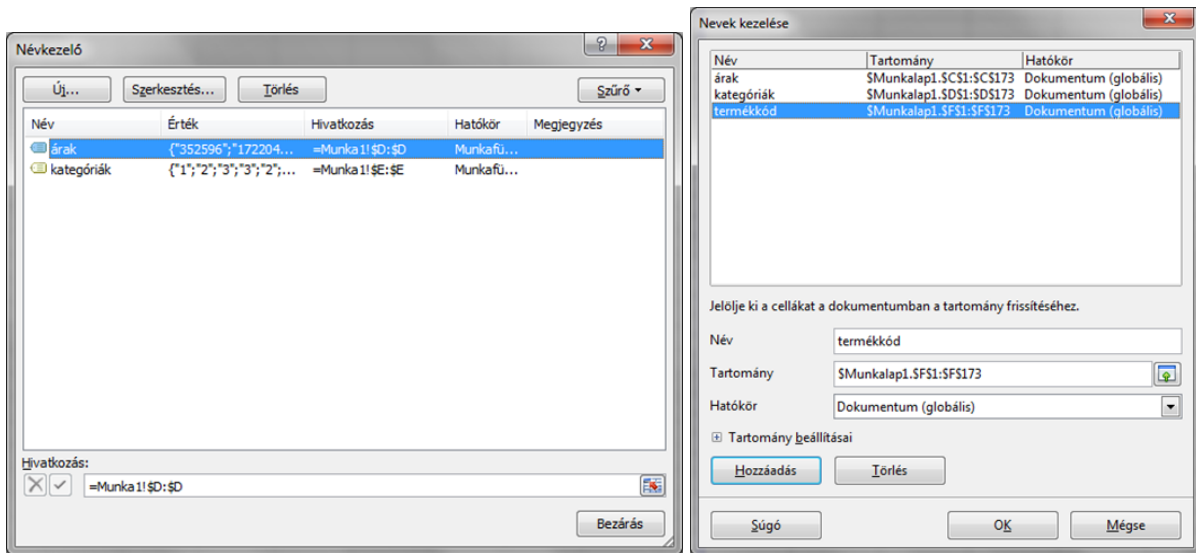 Névkezelő
Új... Szerkesztés... Törlés Szűrő
Név Érték Hivatkozás Hatókör Megjegyzés
árak {"352596";"172204... =Munka1!$D:$D Munkafü...
kategóriák {"1";"2";"3";"3";"2";... =Munka1!$E:$E Munkafü...
Hivatkozás:
=Munka1!$D:$D
Bezárás
Nevek kezelése
Név Tartomány Hatókör
árak $Munkalap1.$C$1:$C$173 Dokumentum (globális)
kategóriák $Munkalap1.$D$1:$D$173 Dokumentum (globális)
termékkód $Munkalap1.$F$1:$F$173 Dokumentum (globális)
Jelölje ki a cellákat a dokumentumban a tartomány frissítéséhez.
Név termékkód
Tartomány $Munkalap1.$F$1:$F$173
Hatókör Dokumentum (globális)
Tartomány beállításai
Hozzáadás Törlés
Súgó OK Mégse